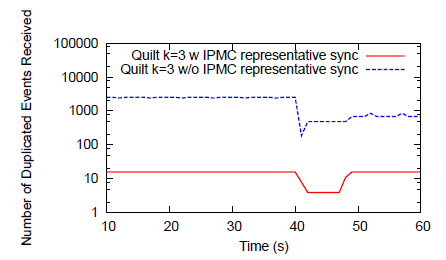 Number of Duplicated Events Received
100000
10000
1000
100
10
1
Quilt k=3 w IPMC representative sync
Quilt k=3 w/o IPMC representative sync
10 20 30 40 50 60
Time (s)